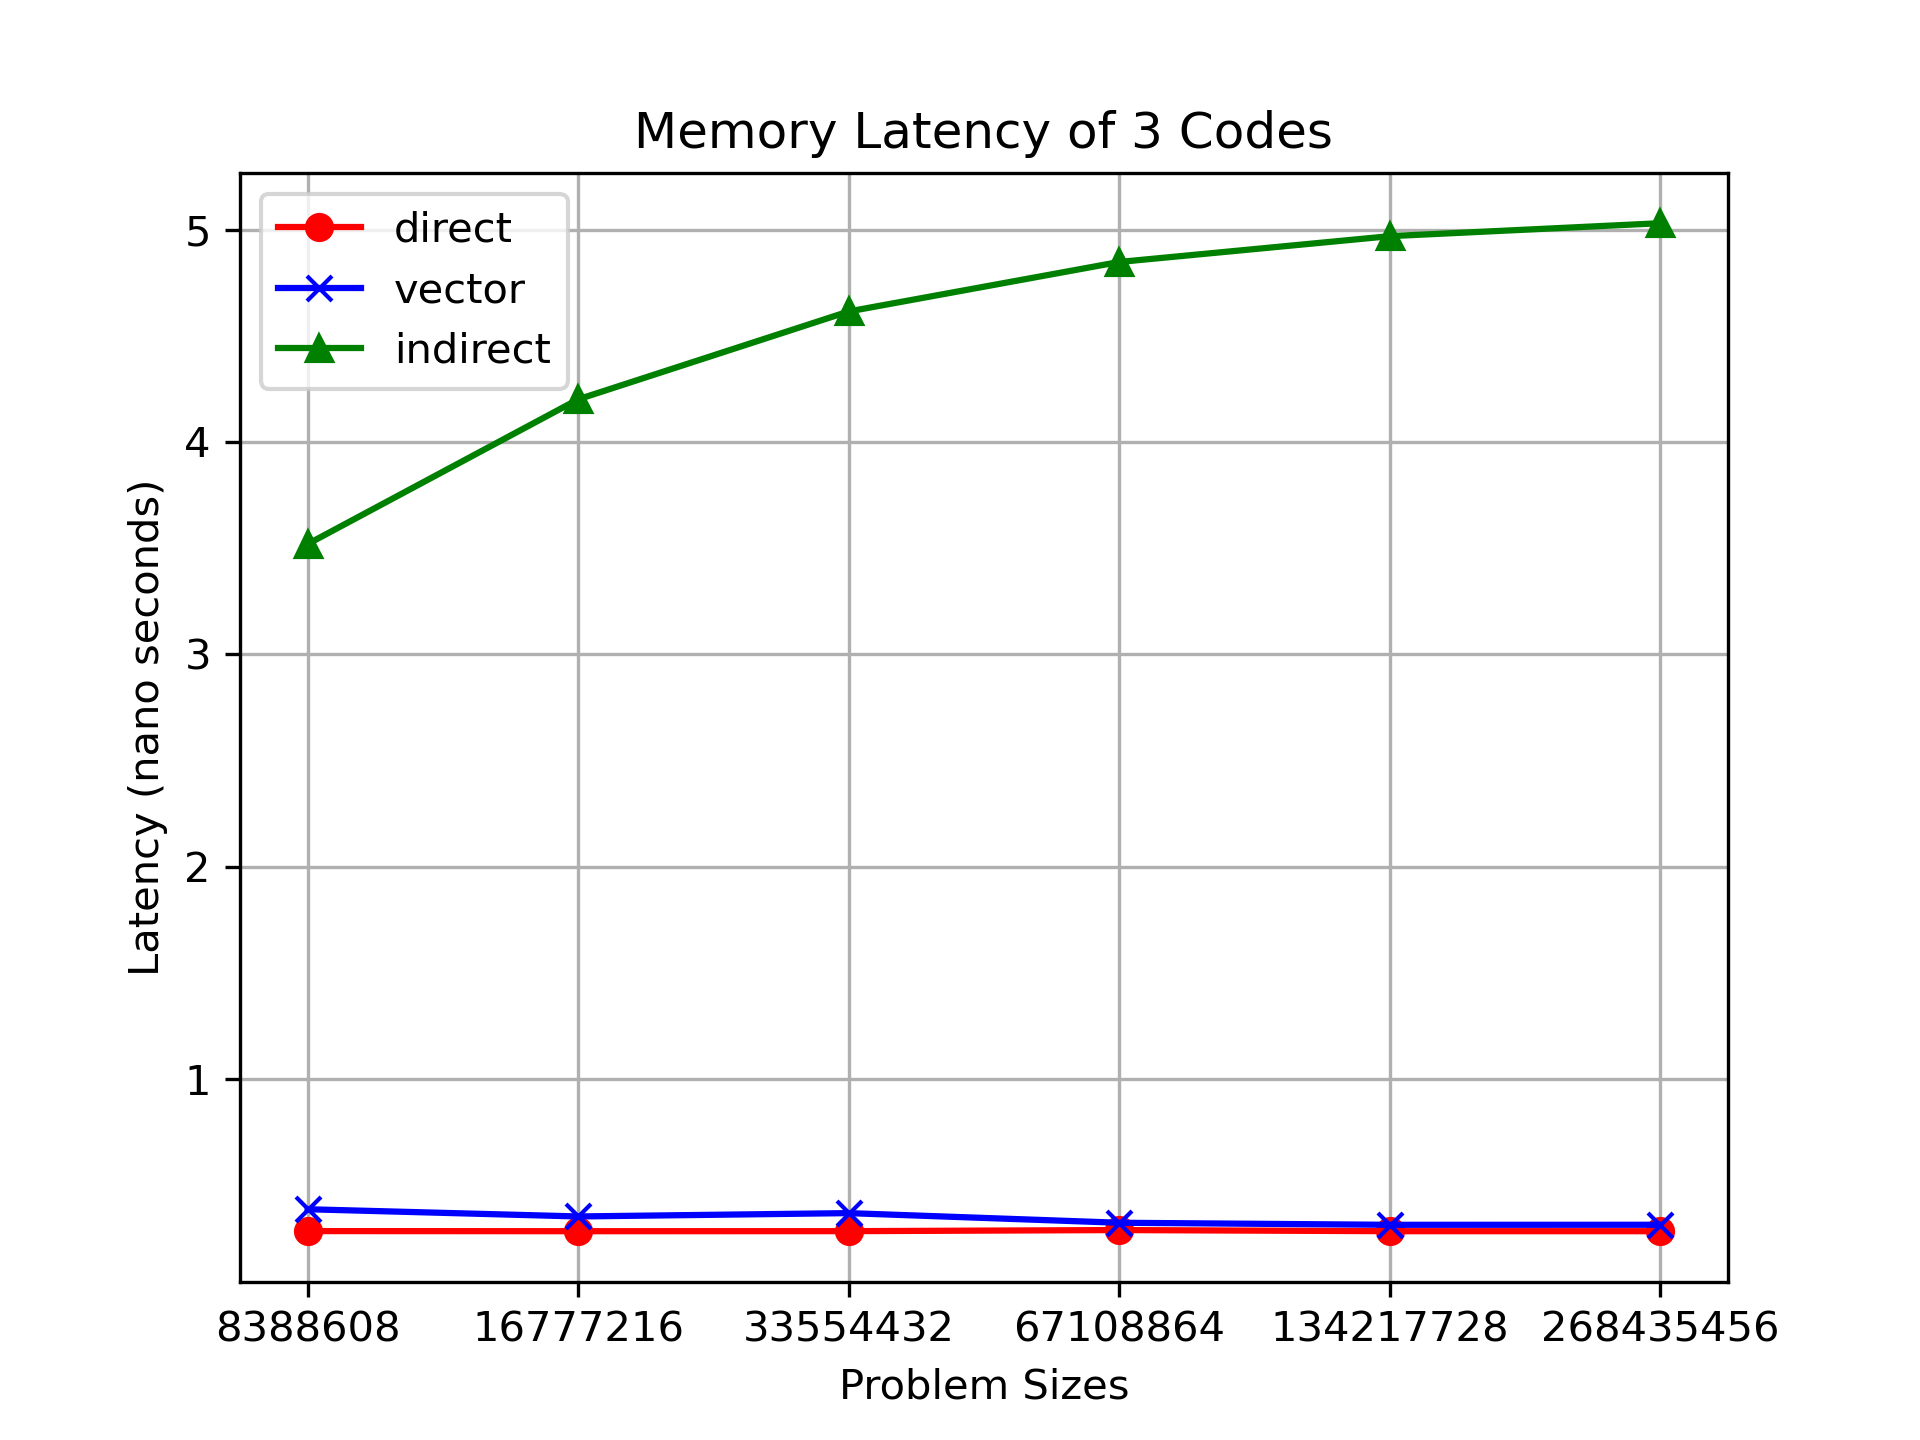 Memory Latency of 3 Codes
direct
vector
indirect
5
4
3
2
1
Latency (nano seconds)
8388608 16777216 33554432 67108864 134217728 268435456
Problem Sizes